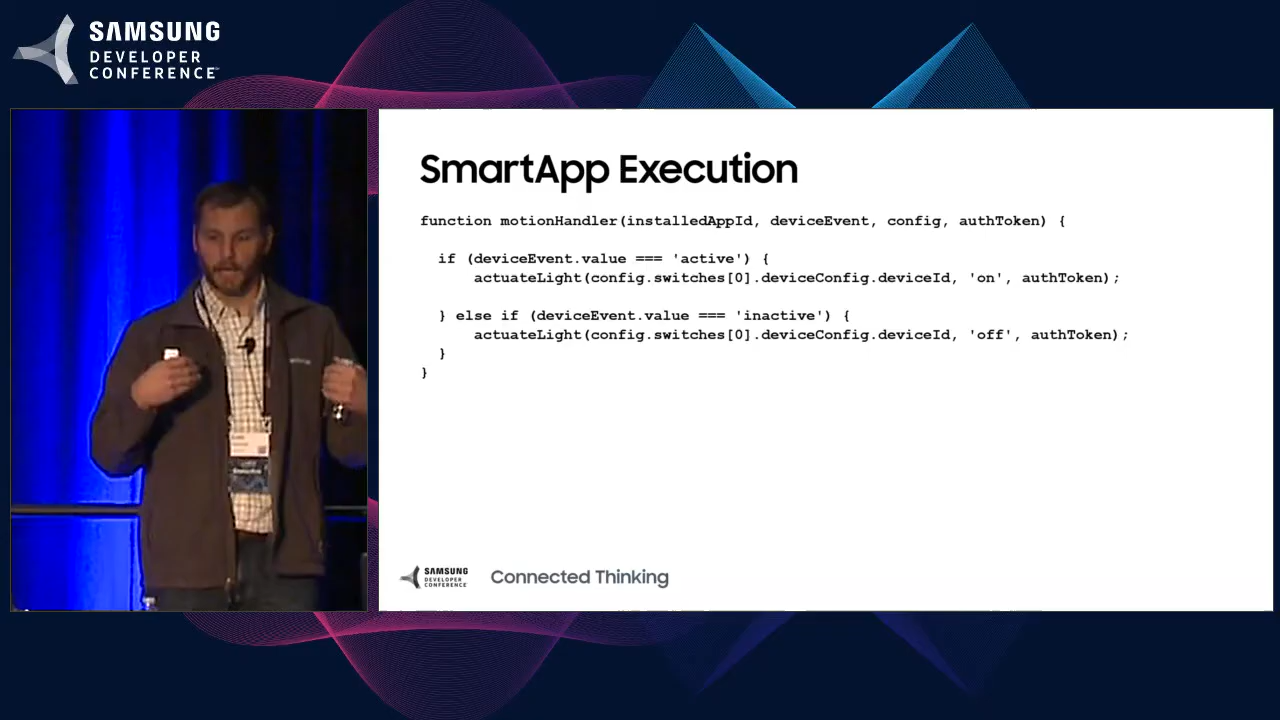 SAMSUNG
DEVELOPER
CONFERENCE
SmartApp Execution
function motionHandler(installedAppId, deviceEvent, config, authToken) {
if (deviceEvent.value === 'active') {
actuateLight(config.switches[0].deviceConfig.deviceId, 'on', authToken);
} else if (deviceEvent.value === 'inactive') {
actuateLight(config.switches[0].deviceConfig.deviceId, 'off', authToken);
}
}
SAMSUNG
DEVELOPER
CONFERENCE
Connected Thinking